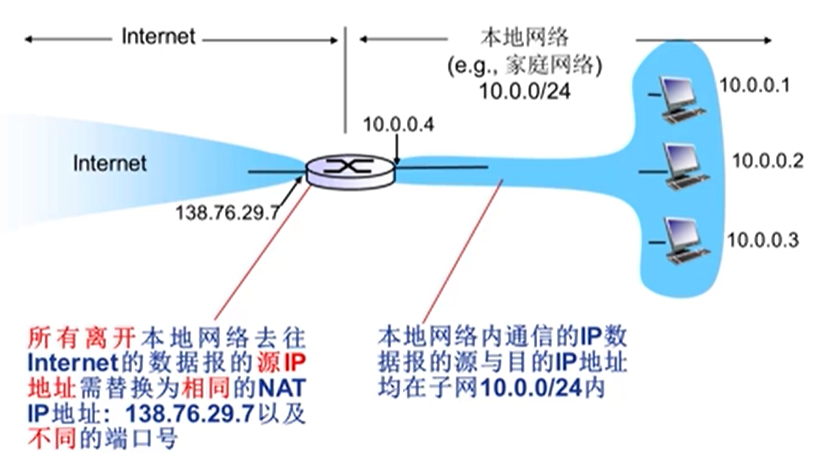 Internet
本地网络
(e.g., 家庭网络)
10.0.0/24
10.0.0.1
10.0.0.4
Internet
10.0.0.2
138.76.29.7
10.0.0.3
所有离开本地网络去往
Internet的数据报的源IP
地址需替换为相同的NAT
IP地址: 138.76.29.7以及
不同的端口号
本地网络内通信的IP数
据报的源与目的IP地址
均在子网10.0.0/24内